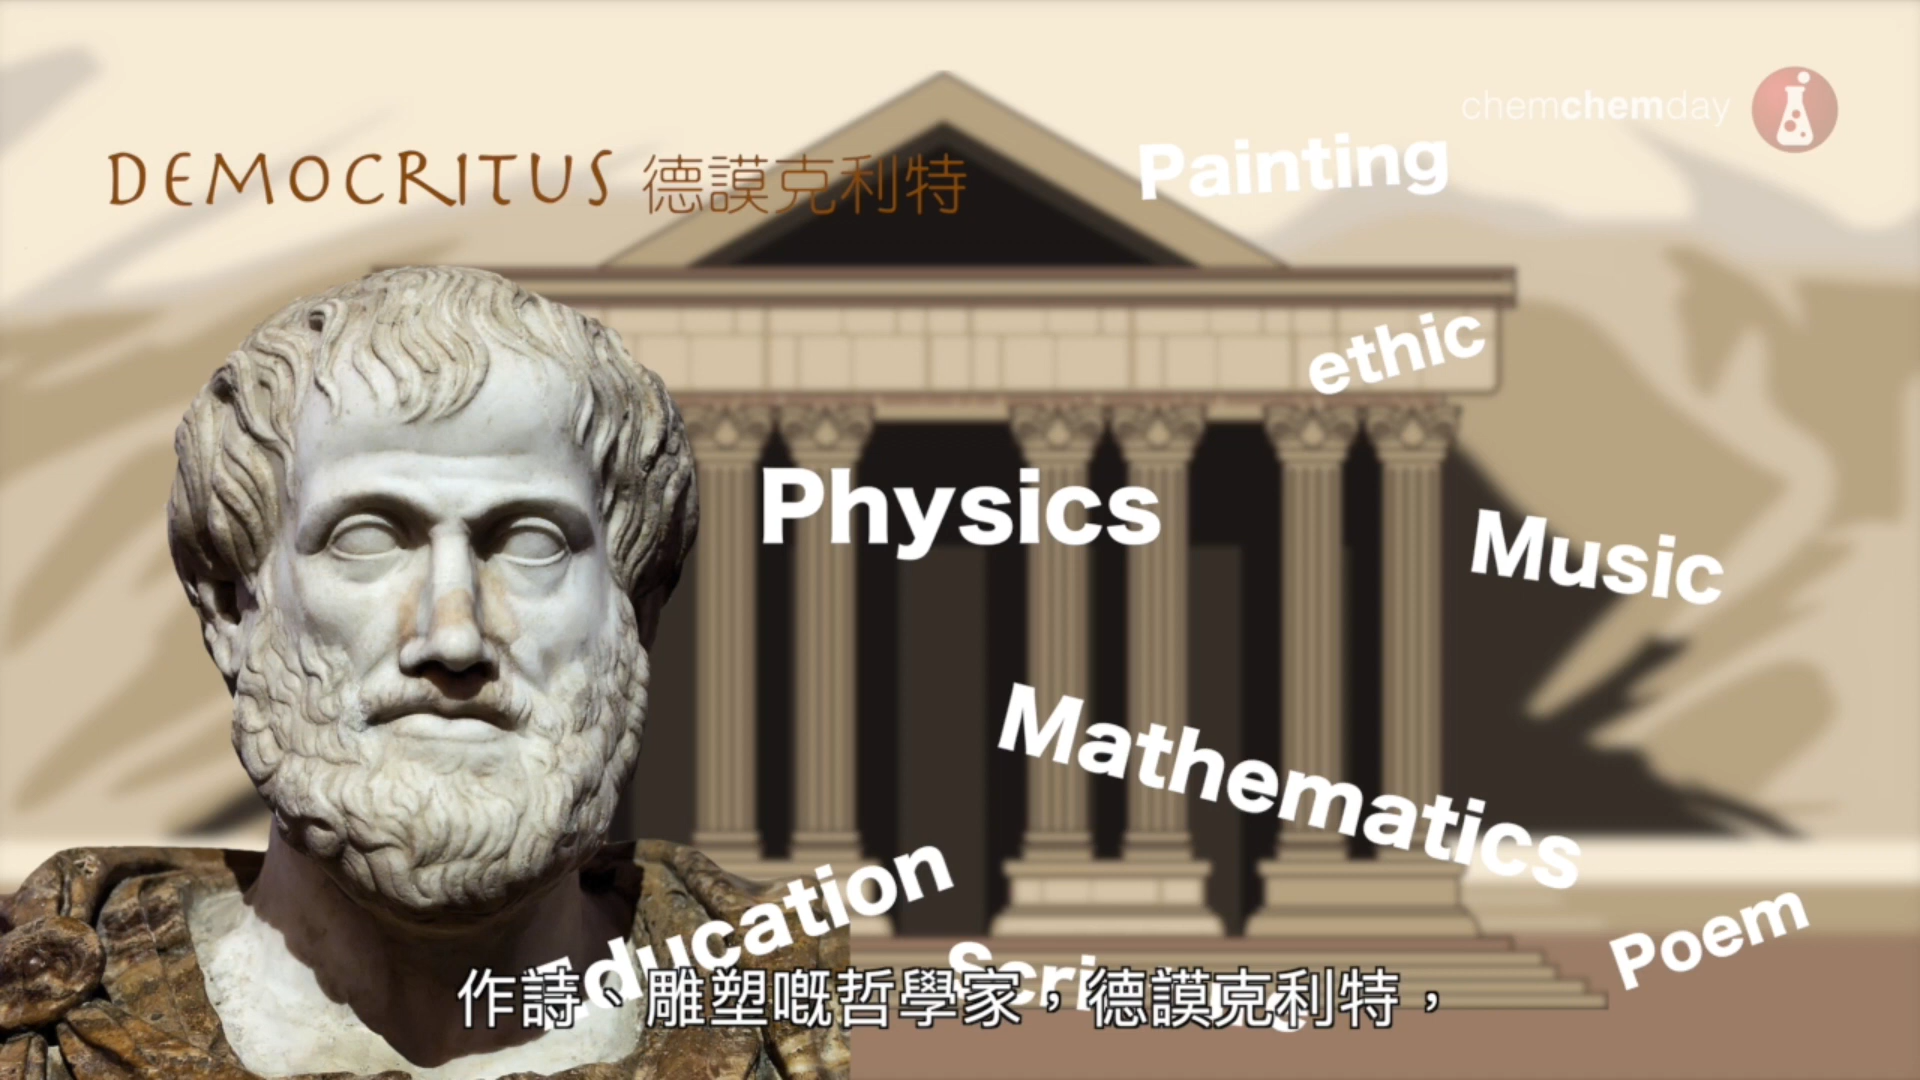 chemchemday
Painting
DEMOCRITUS 德謨克利特
ethic
Physics
Music
Mathematics
Education
Poem
作詩、雕塑嘅哲學家，德謨克利特，